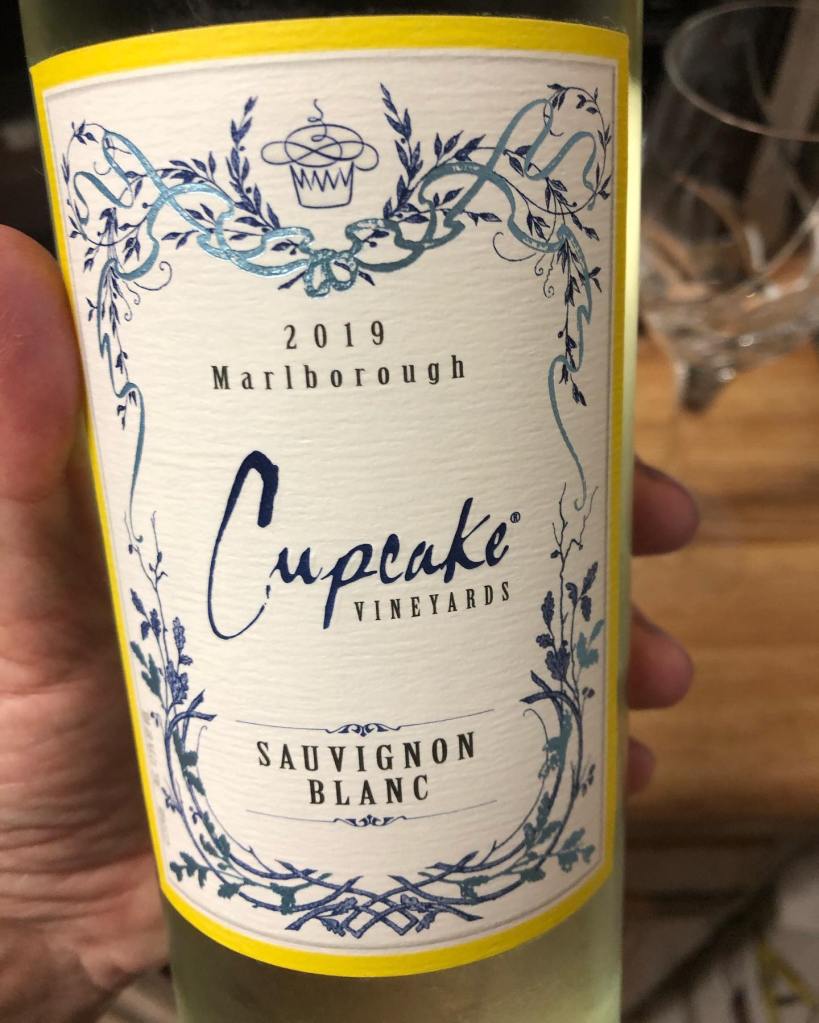 2019
Marlborough
Cupcake®
VINEYARDS
SAUVIGNON
BLANC